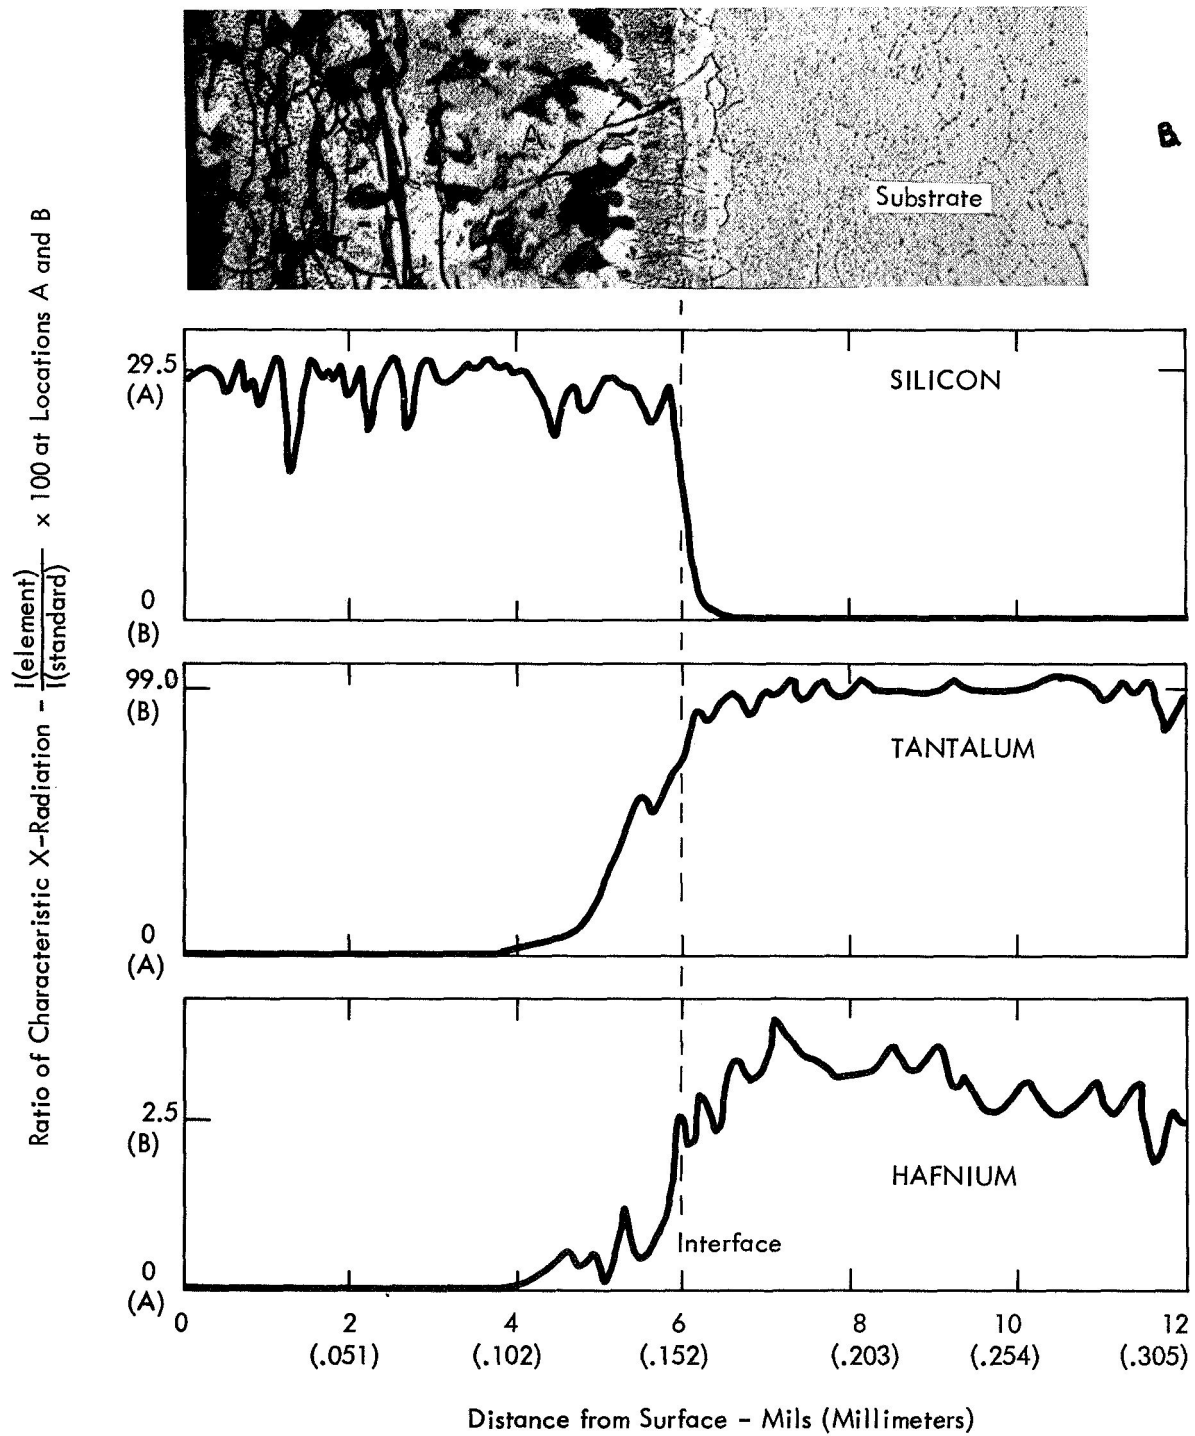 A
B
Substrate
Ratio of Characteristic X-Radiation - I(element) / I(standard) x 100 at Locations A and B
29.5
(A)
SILICON
0
(B)
99.0
(B)
TANTALUM
0
(A)
2.5
(B)
HAFNIUM
Interface
0
(A)
0 2 4 6 8 10 12
(.051) (.102) (.152) (.203) (.254) (.305)
Distance from Surface - Mils (Millimeters)